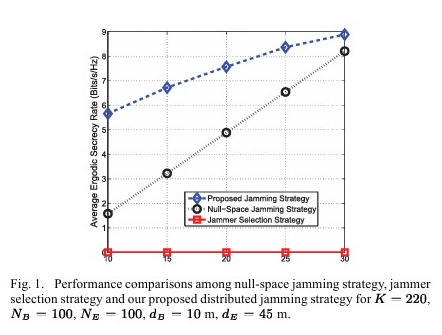 9
8
7
6
5
4
3
2
1
Average Ergodic Secrecy Rate (Bits/s/Hz)
Proposed Jamming Strategy
Null-Space Jamming Strategy
Jammer Selection Strategy
10 15 20 25 30
Fig. 1. Performance comparisons among null-space jamming strategy, jammer
selection strategy and our proposed distributed jamming strategy for K = 220,
N_B = 100, N_E = 100, d_B = 10 m, d_E = 45 m.